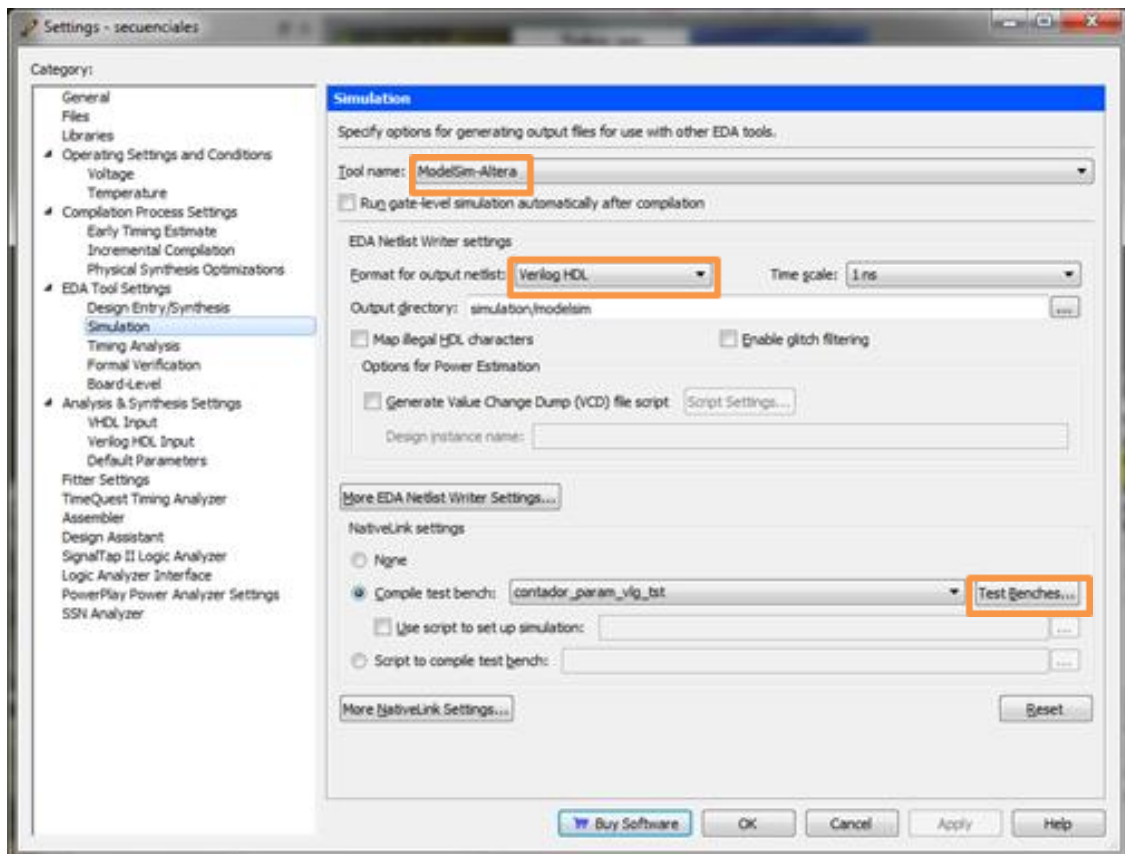 Settings - secuenciales
Category:
General
Files
Libraries
Operating Settings and Conditions
Voltage
Temperature
Compilation Process Settings
Early Timing Estimate
Incremental Compilation
Physical Synthesis Optimizations
EDA Tool Settings
Design Entry/Synthesis
Simulation
Timing Analysis
Formal Verification
Board-Level
Analysis & Synthesis Settings
VHDL Input
Verilog HDL Input
Default Parameters
Fitter Settings
TimeQuest Timing Analyzer
Assembler
Design Assistant
SignalTap II Logic Analyzer
Logic Analyzer Interface
PowerPlay Power Analyzer Settings
SSN Analyzer
Simulation
Specify options for generating output files for use with other EDA tools.
Tool name: ModelSim-Altera
Run gate-level simulation automatically after compilation
EDA Netlist Writer settings
Format for output netlist: Verilog HDL Time scale: 1 ns
Output directory: simulation/modelsim ...
Map illegal HDL characters Enable glitch filtering
Options for Power Estimation
Generate Value Change Dump (VCD) file script Script Settings...
Design instance name:
More EDA Netlist Writer Settings...
NativeLink settings
None
Compile test bench: contador_param_vlg_tst Test Benches...
Use script to set up simulation: ...
Script to compile test bench: ...
More NativeLink Settings... Reset
Buy Software OK Cancel Apply Help